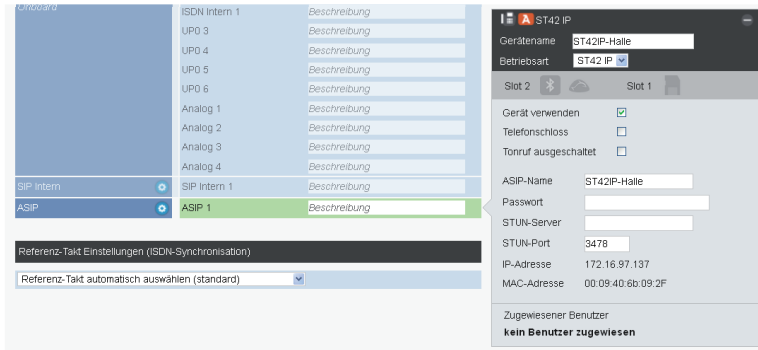 Onboard
ISDN Intern 1 Beschreibung
UP0 3 Beschreibung
UP0 4 Beschreibung
UP0 5 Beschreibung
UP0 6 Beschreibung
Analog 1 Beschreibung
Analog 2 Beschreibung
Analog 3 Beschreibung
Analog 4 Beschreibung
SIP Intern SIP Intern 1 Beschreibung
ASIP ASIP 1 Beschreibung
Referenz-Takt Einstellungen (ISDN-Synchronisation)
Referenz-Takt automatisch auswählen (standard)
A ST42 IP
Gerätename ST42IP-Halle
Betriebsart ST42 IP
Slot 2 Slot 1
Gerät verwenden
Telefonschloss
Tonruf ausgeschaltet
ASIP-Name ST42IP-Halle
Passwort
STUN-Server
STUN-Port 3478
IP-Adresse 172.16.97.137
MAC-Adresse 00:09:40:6b:09:2F
Zugewiesener Benutzer
kein Benutzer zugewiesen